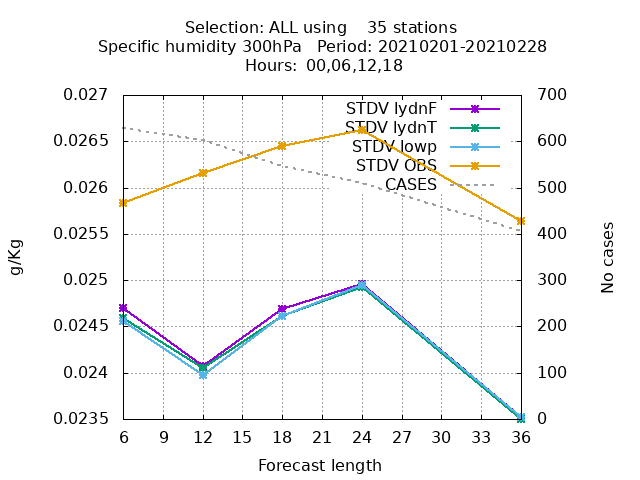 Selection: ALL using    35 stations
Specific humidity 300hPa   Period: 20210201-20210228
Hours:  00,06,12,18
0.027
0.0265
0.026
0.0255
0.025
0.0245
0.024
0.0235
700
600
500
400
300
200
100
0
STDV lydnF
STDV lydnT
STDV lowp
STDV OBS
CASES
g/Kg
No cases
6 9 12 15 18 21 24 27 30 33 36
Forecast length